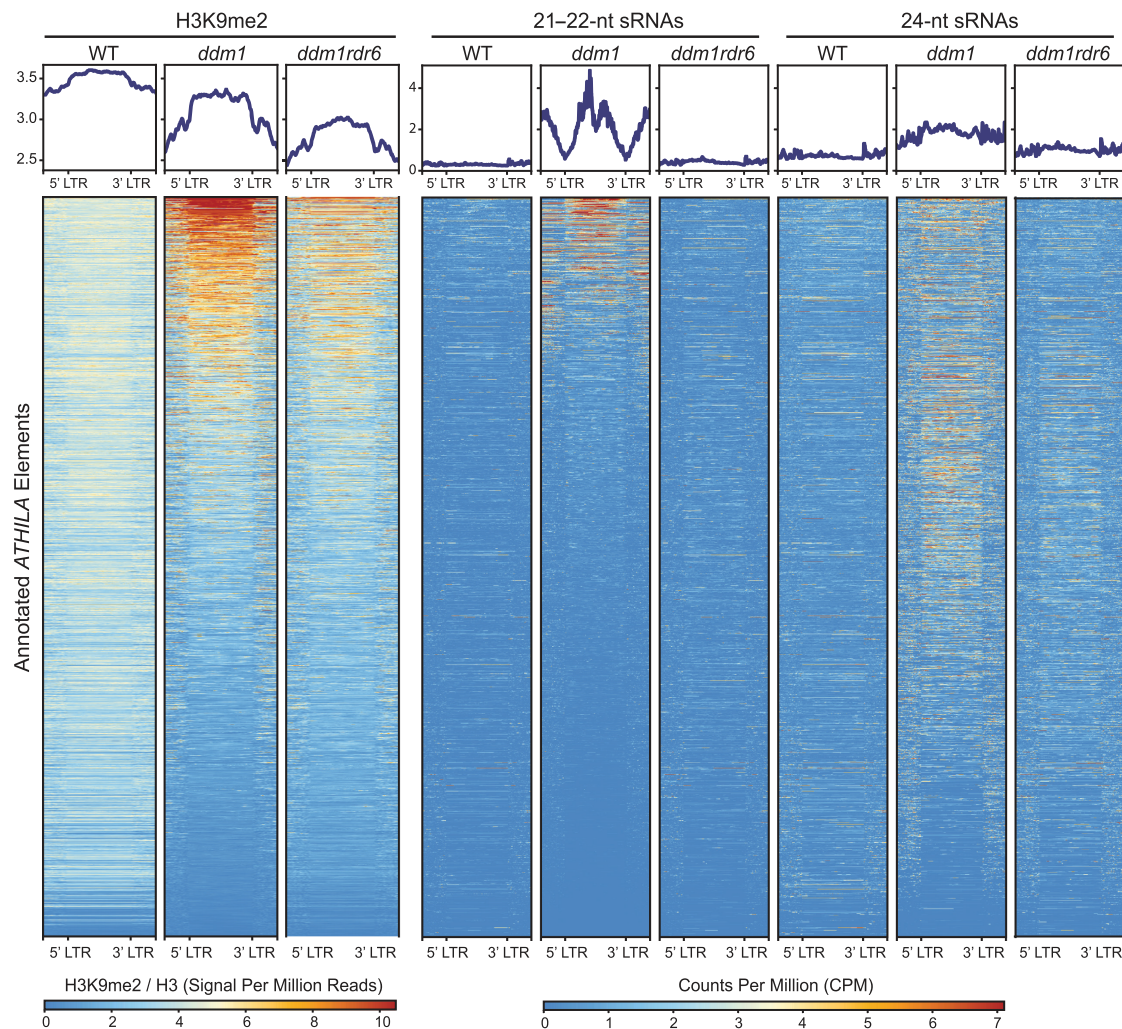 H3K9me2 21–22-nt sRNAs 24-nt sRNAs
WT ddm1 ddm1rdr6 WT ddm1 ddm1rdr6 WT ddm1 ddm1rdr6
3.5
3.0
2.5
4
2
0
5' LTR 3' LTR 5' LTR 3' LTR 5' LTR 3' LTR 5' LTR 3' LTR 5' LTR 3' LTR 5' LTR 3' LTR 5' LTR 3' LTR 5' LTR 3' LTR 5' LTR 3' LTR
Annotated ATHILA Elements
5' LTR 3' LTR 5' LTR 3' LTR 5' LTR 3' LTR 5' LTR 3' LTR 5' LTR 3' LTR 5' LTR 3' LTR 5' LTR 3' LTR 5' LTR 3' LTR 5' LTR 3' LTR
H3K9me2 / H3 (Signal Per Million Reads)
0 2 4 6 8 10
Counts Per Million (CPM)
0 1 2 3 4 5 6 7